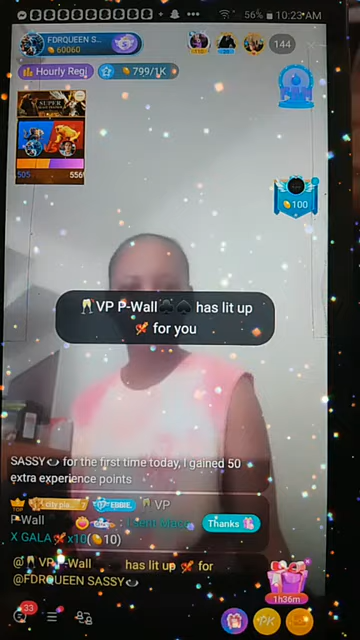 56% 10:23 AM
FDRQUEEN S...
60060
144
Hourly Regi
799/1K
SUPER
505 556
100
VP P-Wall has lit up
for you
SASSY for the first time today, I gained 50
extra experience points
VP
P-Wall
Thanks
X GALA x10( 10)
@ VP P-Wall has lit up for
@FDRQUEEN SASSY
1h36m
33
PK